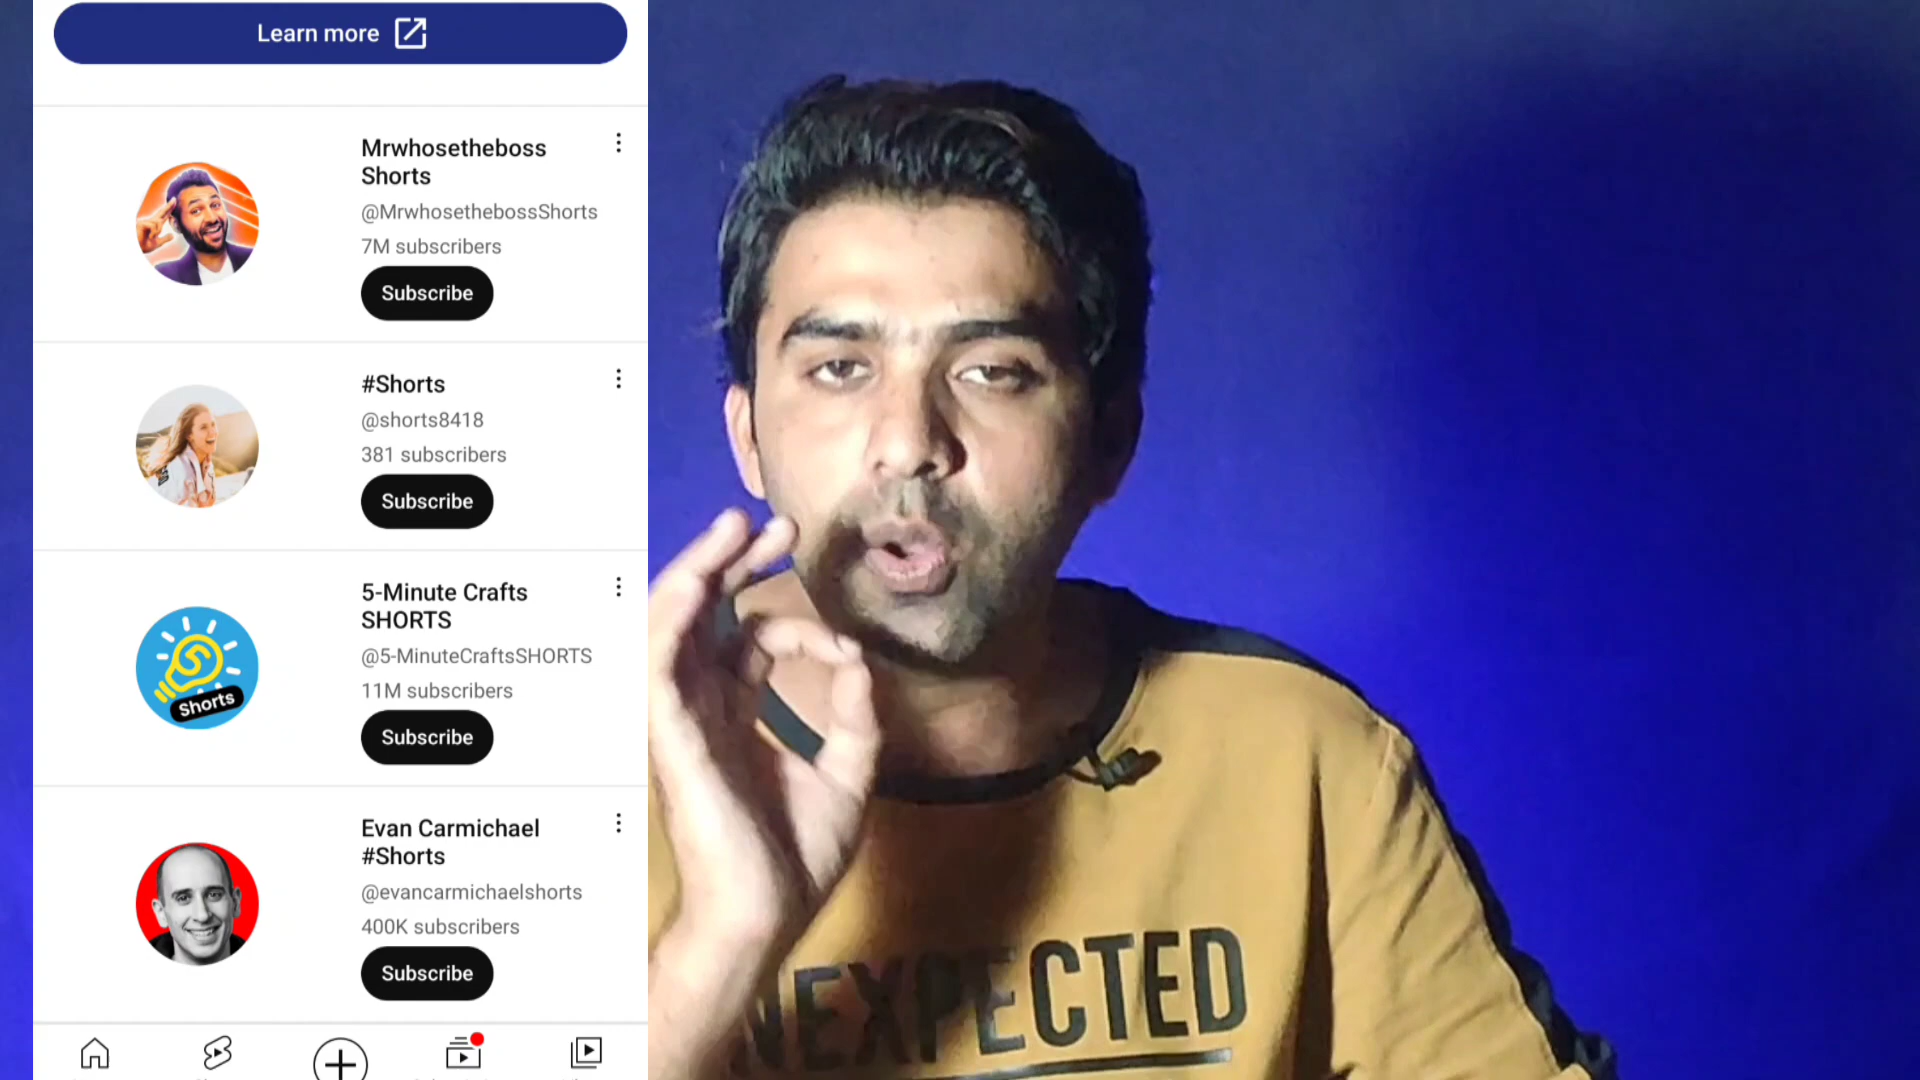 Learn more
Mrwhosetheboss
Shorts
@MrwhosethebossShorts
7M subscribers
Subscribe
#Shorts
@shorts8418
381 subscribers
Subscribe
5-Minute Crafts
SHORTS
@5-MinuteCraftsSHORTS
11M subscribers
Subscribe
Shorts
Evan Carmichael
#Shorts
@evancarmichaelshorts
400K subscribers
Subscribe
NEXPECTED